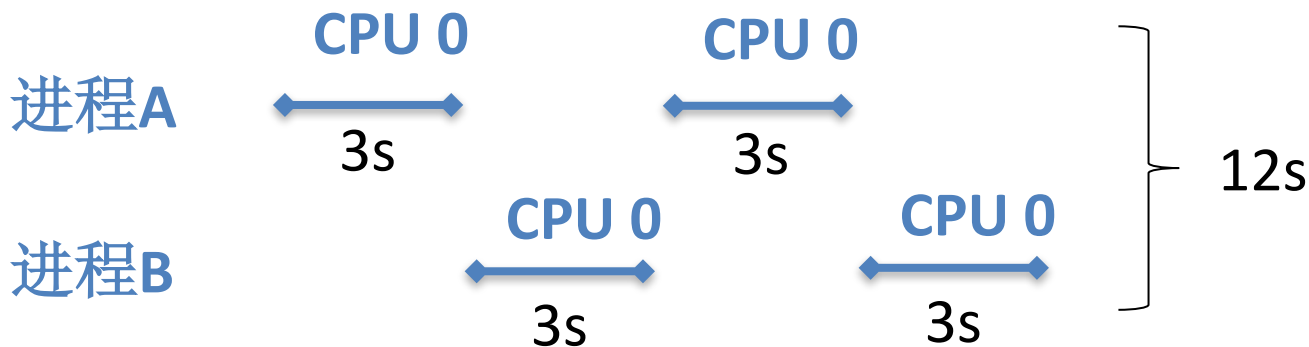 CPU 0 CPU 0
进程A
3s 3s
12s
CPU 0 CPU 0
进程B
3s 3s